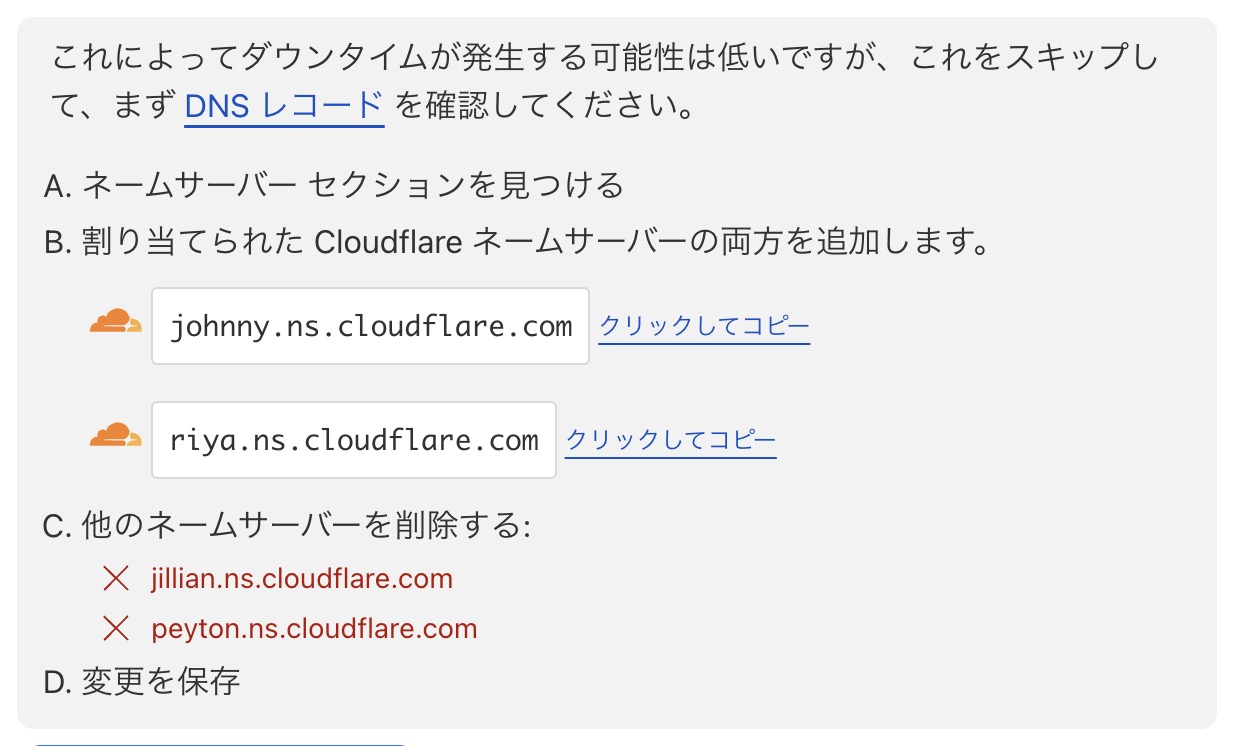 これによってダウンタイムが発生する可能性は低いですが、これをスキップし
て、まず DNS レコード を確認してください。
A. ネームサーバー セクションを見つける
B. 割り当てられた Cloudflare ネームサーバーの両方を追加します。
johnny.ns.cloudflare.com クリックしてコピー
riya.ns.cloudflare.com クリックしてコピー
C. 他のネームサーバーを削除する:
jillian.ns.cloudflare.com
peyton.ns.cloudflare.com
D. 変更を保存